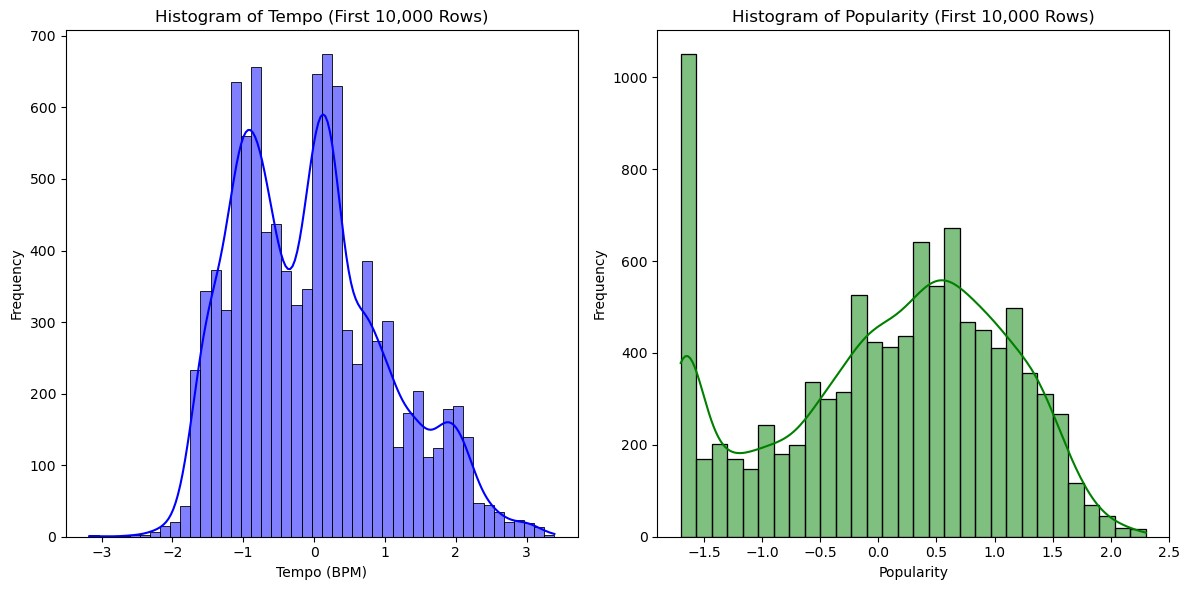 Histogram of Tempo (First 10,000 Rows)
700
600
500
400
300
200
100
0
Frequency
−3 −2 −1 0 1 2 3
Tempo (BPM)
Histogram of Popularity (First 10,000 Rows)
1000
800
600
400
200
0
Frequency
−1.5 −1.0 −0.5 0.0 0.5 1.0 1.5 2.0 2.5
Popularity